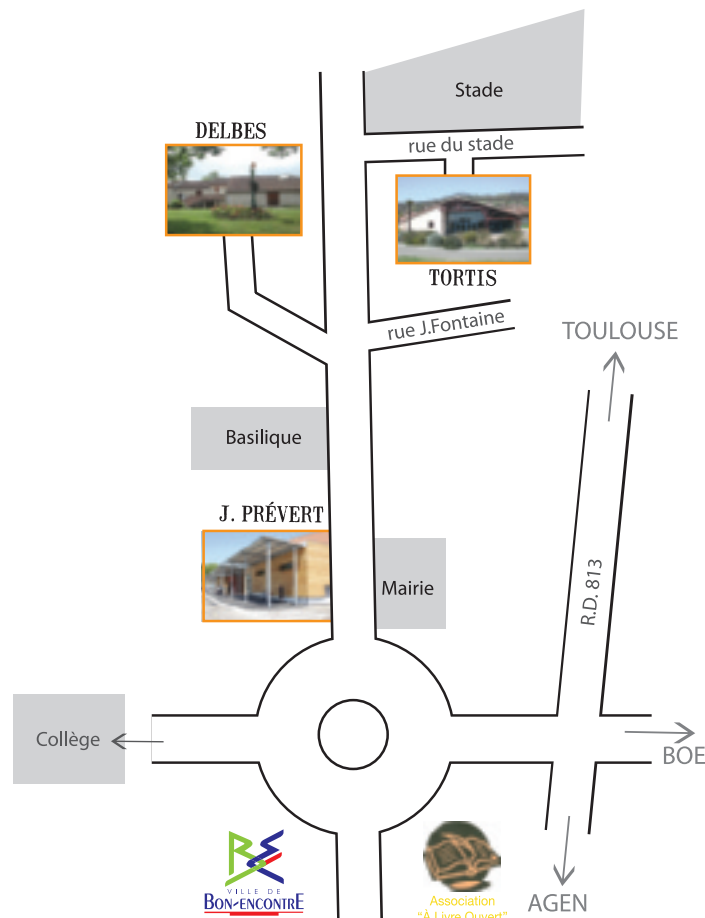 Stade
DELBES
rue du stade
TORTIS
rue J.Fontaine
TOULOUSE
Basilique
J. PRÉVERT
R.D. 813
Mairie
Collège
BOE
VILLE DE
BON-ENCONTRE
Association
"À Livre Ouvert"
AGEN